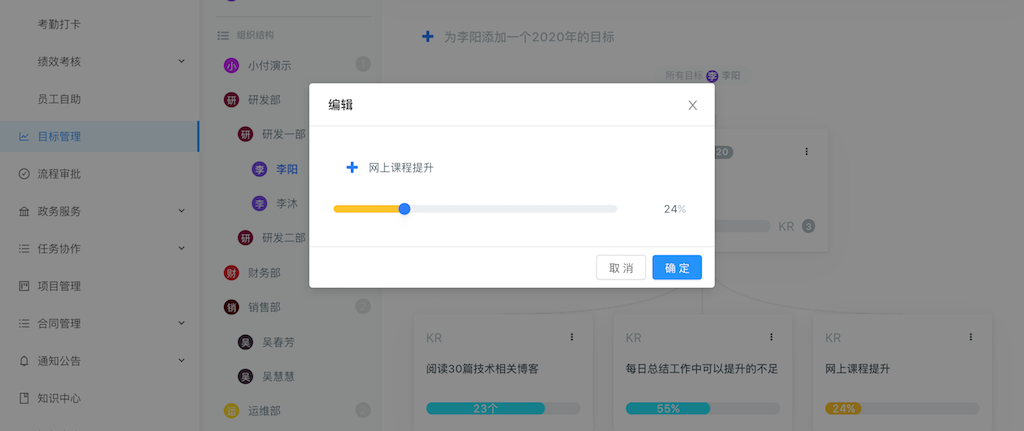 考勤打卡
绩效考核
员工自助
目标管理
流程审批
政务服务
任务协作
项目管理
合同管理
通知公告
知识中心
组织结构
小 小付演示
研 研发部
研 研发一部
李 李阳
李 李沐
研 研发二部
财 财务部
销 销售部
吴 吴春芳
吴 吴慧慧
运维部
为李阳添加一个2020年的目标
所有目标 李 李阳
20
KR 3
编辑
网上课程提升
24%
取 消
确 定
KR
阅读30篇技术相关博客
23个
KR
每日总结工作中可以提升的不足
55%
KR
网上课程提升
24%